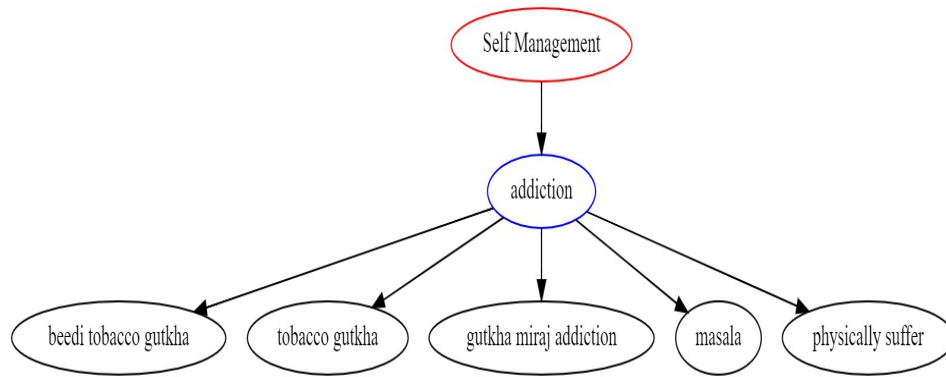 Self Management
addiction
beedi tobacco gutkha
tobacco gutkha
gutkha miraj addiction
masala
physically suffer